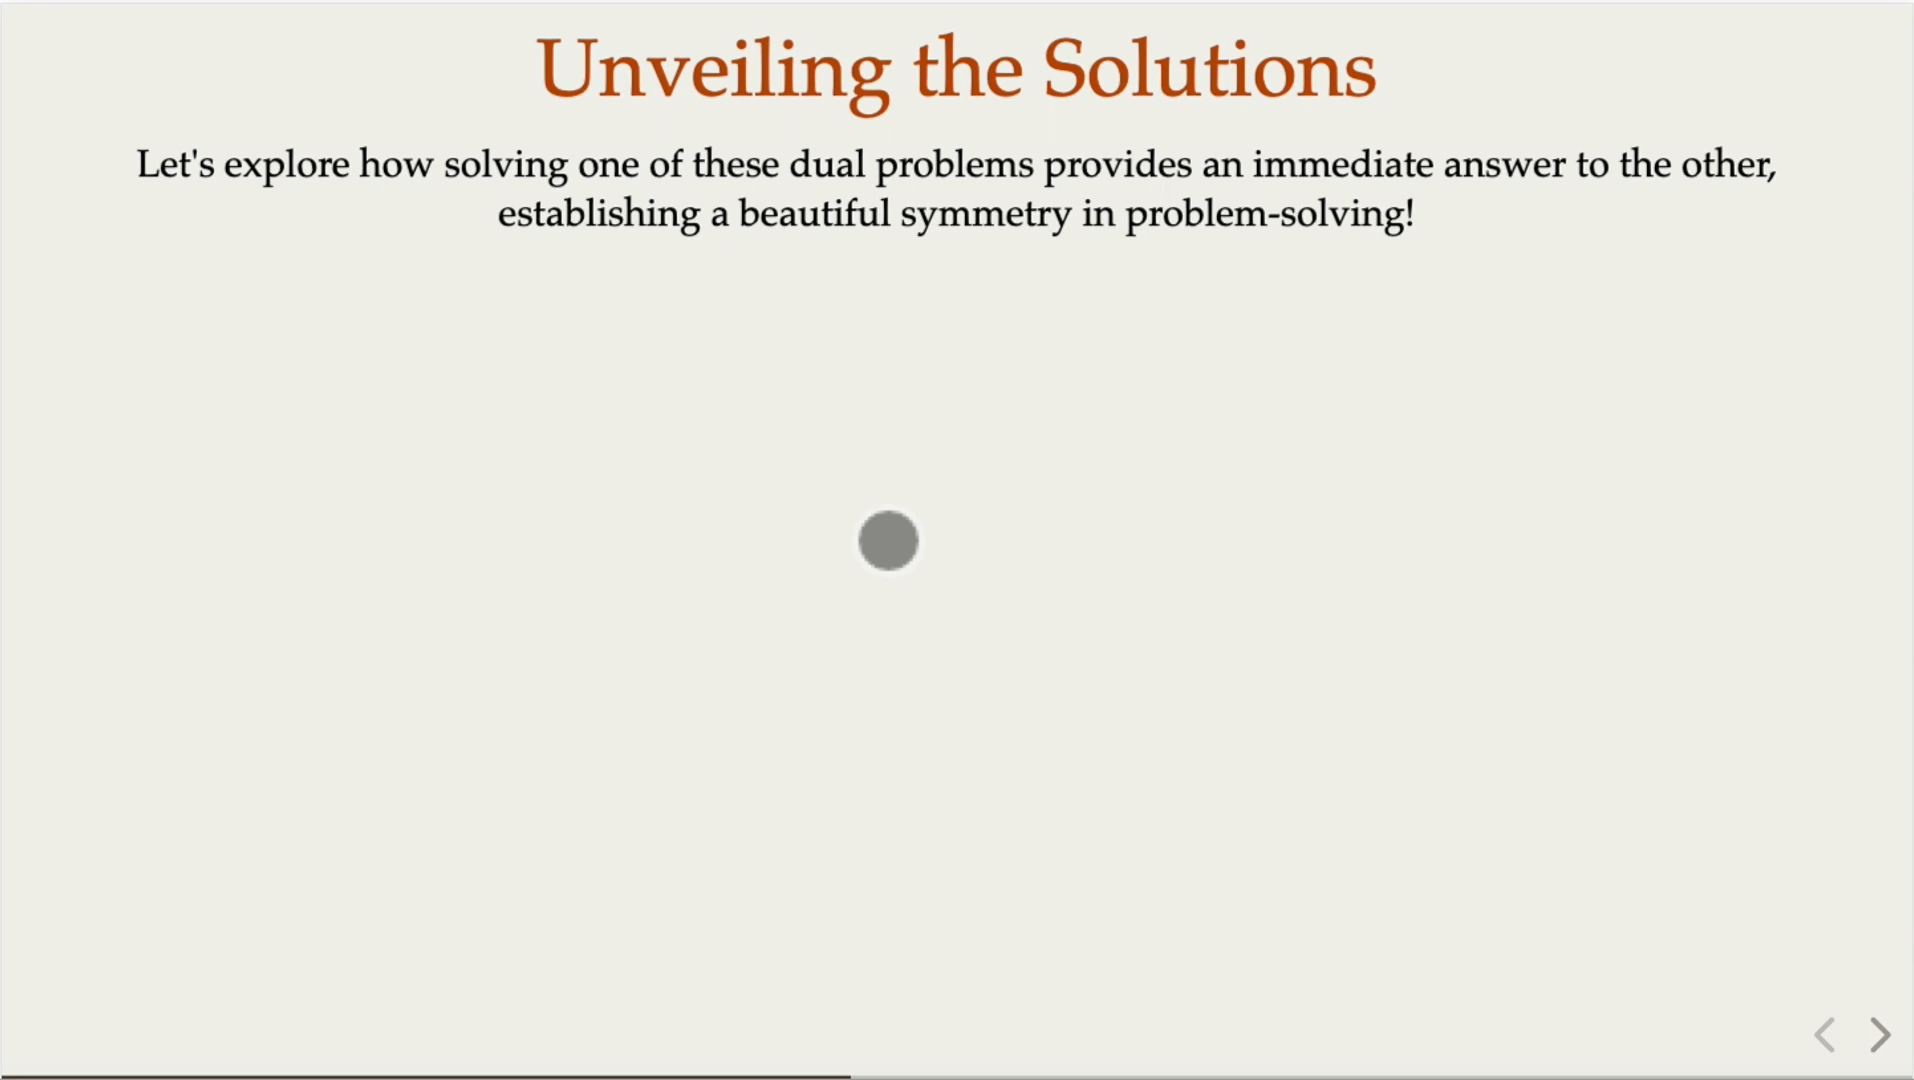 Unveiling the Solutions
Let's explore how solving one of these dual problems provides an immediate answer to the other,
establishing a beautiful symmetry in problem-solving!